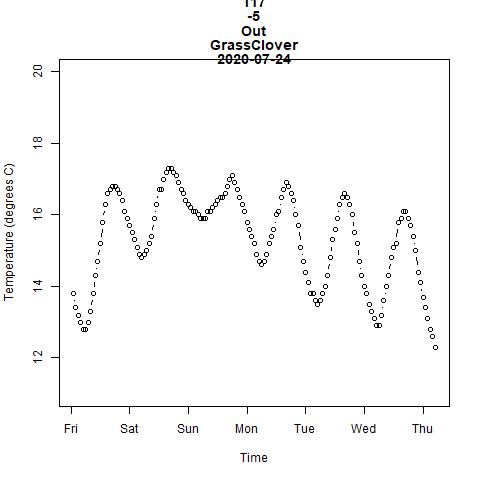 T17
-5
Out
GrassClover
2020-07-24
Temperature (degrees C)
20
18
16
14
12
Fri Sat Sun Mon Tue Wed Thu
Time